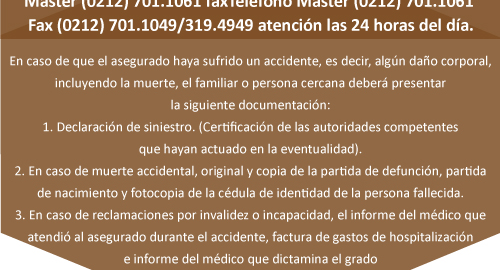 Máster (0212) 701.1061 faxTeléfono Máster (0212) 701.1061
Fax (0212) 701.1049/319.4949 atención las 24 horas del día.
En caso de que el asegurado haya sufrido un accidente, es decir, algún daño corporal,
incluyendo la muerte, el familiar o persona cercana deberá presentar
la siguiente documentación:
1. Declaración de siniestro. (Certificación de las autoridades competentes
que hayan actuado en la eventualidad).
2. En caso de muerte accidental, original y copia de la partida de defunción, partida
de nacimiento y fotocopia de la cédula de identidad de la persona fallecida.
3. En caso de reclamaciones por invalidez o incapacidad, el informe del médico que
atendió al asegurado durante el accidente, factura de gastos de hospitalización
e informe del médico que dictamina el grado